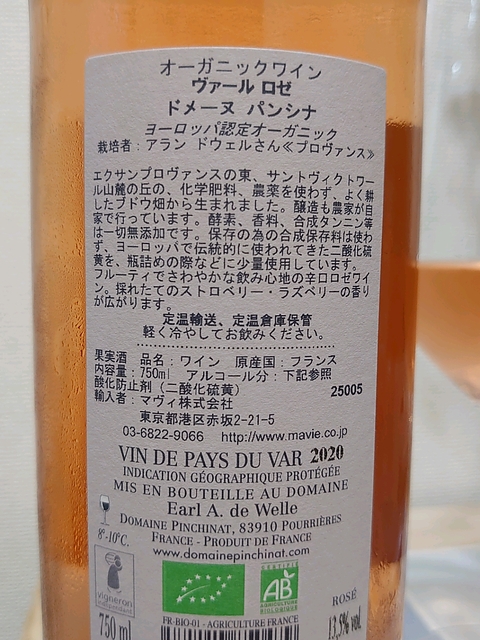 オーガニックワイン
ヴァール ロゼ
ドメーヌ パンシナ
ヨーロッパ認定オーガニック
栽培者：アラン ドウェルさん≪プロヴァンス≫
エクサンプロヴァンスの東、サントヴィクトワー
ル山麓の丘の、化学肥料、農薬を使わず、よく耕
したブドウ畑から生まれました。醸造も農家が自
家で行っています。酵素、香料、合成タンニン等
は一切無添加です。保存の為の合成保存料は使わ
ず、ヨーロッパで伝統的に使われてきた二酸化硫
黄を、瓶詰めの際などに少量使用しています。
フルーティでさわやかな飲み心地の辛口ロゼワイ
ン。採れたてのストロベリー・ラズベリーの香り
が広がります。
定温輸送、定温倉庫保管
軽く冷やしてお飲みください。
果実酒 品名：ワイン 原産国：フランス
内容量：750ml アルコール分：下記参照
酸化防止剤（二酸化硫黄） 25005
輸入者：マヴィ株式会社
東京都港区赤坂2-21-5
03-6822-9066 http://www.mavie.co.jp
VIN DE PAYS DU VAR 2020
INDICATION GÉOGRAPHIQUE PROTÉGÉE
MIS EN BOUTEILLE AU DOMAINE
Earl A. de Welle
DOMAINE PINCHINAT, 83910 POURRIÈRES
FRANCE - PRODUIT DE FRANCE
8°-10°C.
www.domainepinchinat.com
CERTIFIÉ
AB
AGRICULTURE
BIOLOGIQUE
vigneron
ROSÉ
FR-BIO-01 - AGRICULTURE FRANCE
750 ml
13,5% vol.